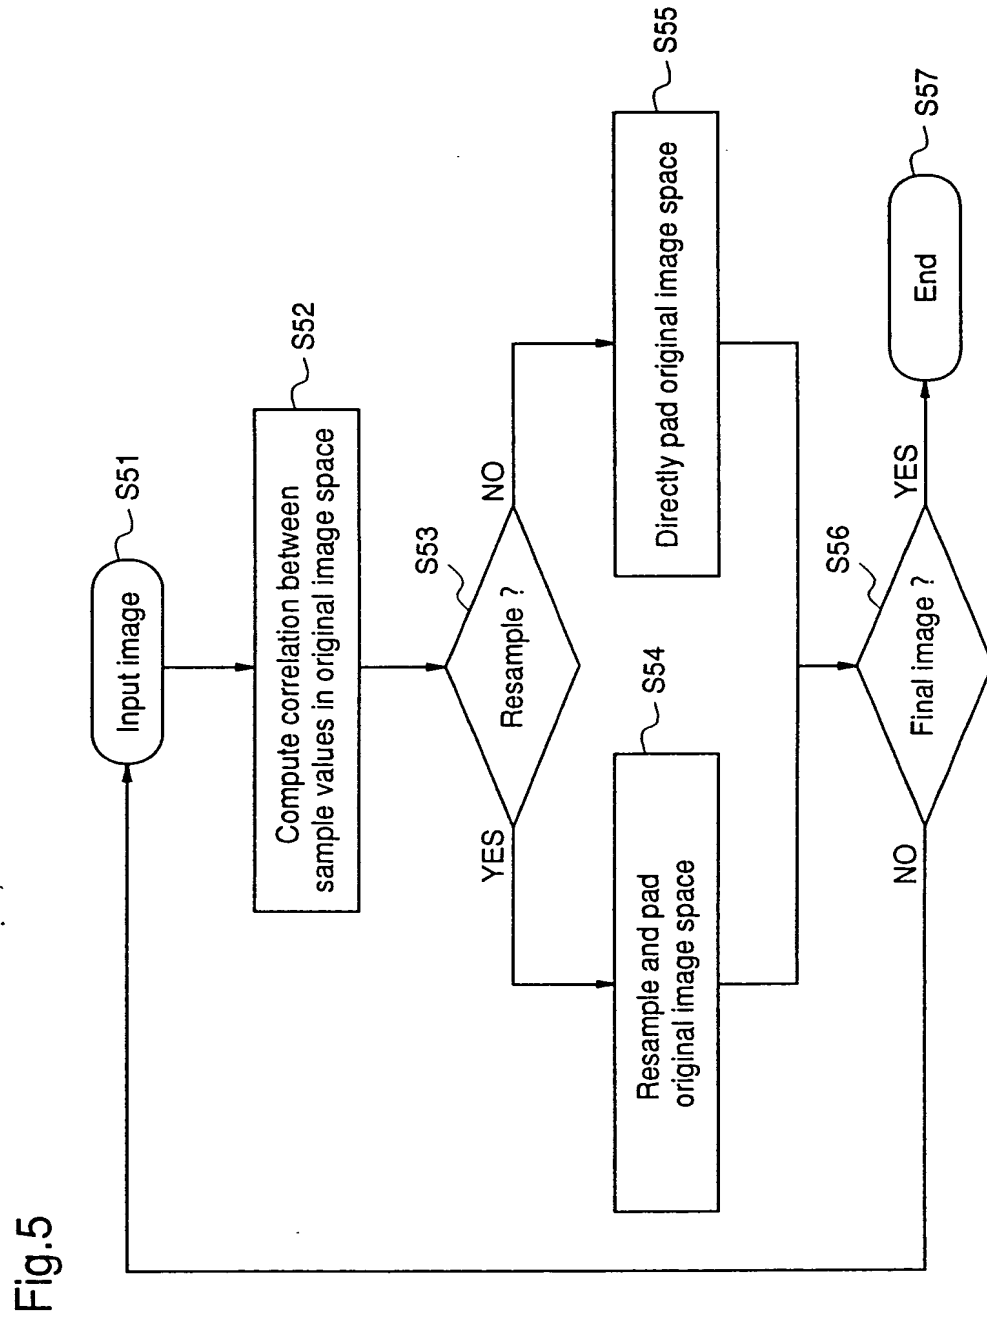 Fig.5
Input image
S51
Compute correlation between
sample values in original image space
S52
Resample ?
S53
YES
NO
Resample and pad
original image space
S54
Directly pad original image space
S55
Final image ?
S56
NO
YES
End
S57